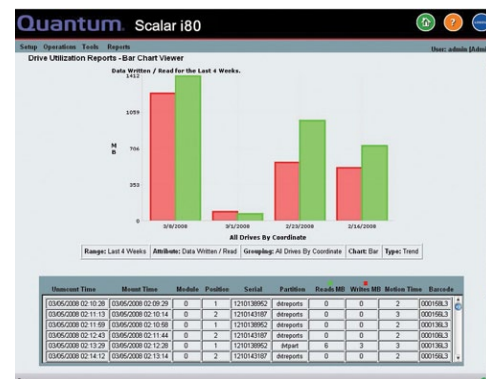 Quantum. Scalar i80
Setup Operations Tools Reports
User: admin
Drive Utilization Reports - Bar Chart Viewer
Data Written / Read for the Last 4 Weeks.
1412
1059
MB
706
353
0
3/8/2008 3/1/2008 2/23/2008 2/14/2008
All Drives By Coordinate
Range: Last 4 Weeks Attribute: Data Written / Read Grouping: All Drives By Coordinate Chart: Bar Type: Trend
Unmount Time Mount Time Module Position Serial Partition Reads MB Writes MB Motion Time Barcode
03/05/2008 02:10:28 03/05/2008 02:09:29 0 1 1210138952 drtreports 0 0 2 000158L3
03/05/2008 02:11:13 03/05/2008 02:10:14 0 2 1210143187 drtreports 0 0 3 000156L3
03/05/2008 02:11:59 03/05/2008 02:10:58 0 1 1210138952 drtreports 0 0 2 000138L3
03/05/2008 02:12:43 03/05/2008 02:11:44 0 2 1210143187 drtreports 0 0 2 000138L3
03/05/2008 02:13:29 03/05/2008 02:12:28 0 1 1210138952 6 3 3 000136L3
03/05/2008 02:14:12 03/05/2008 02:13:14 0 2 1210143187 drtreports 0 0 2 000158L3